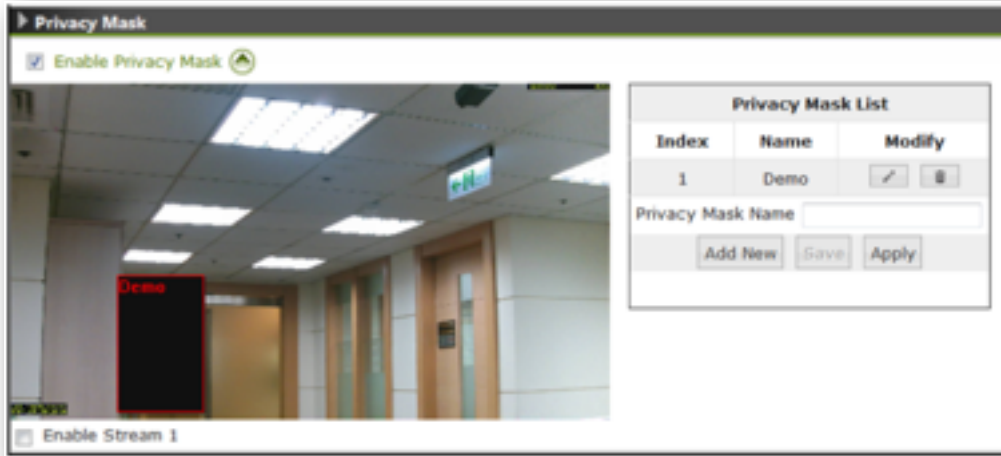 Privacy Mask
Enable Privacy Mask
Demo
Privacy Mask List
Index Name Modify
1 Demo
Privacy Mask Name
Add New Save Apply
Enable Stream 1